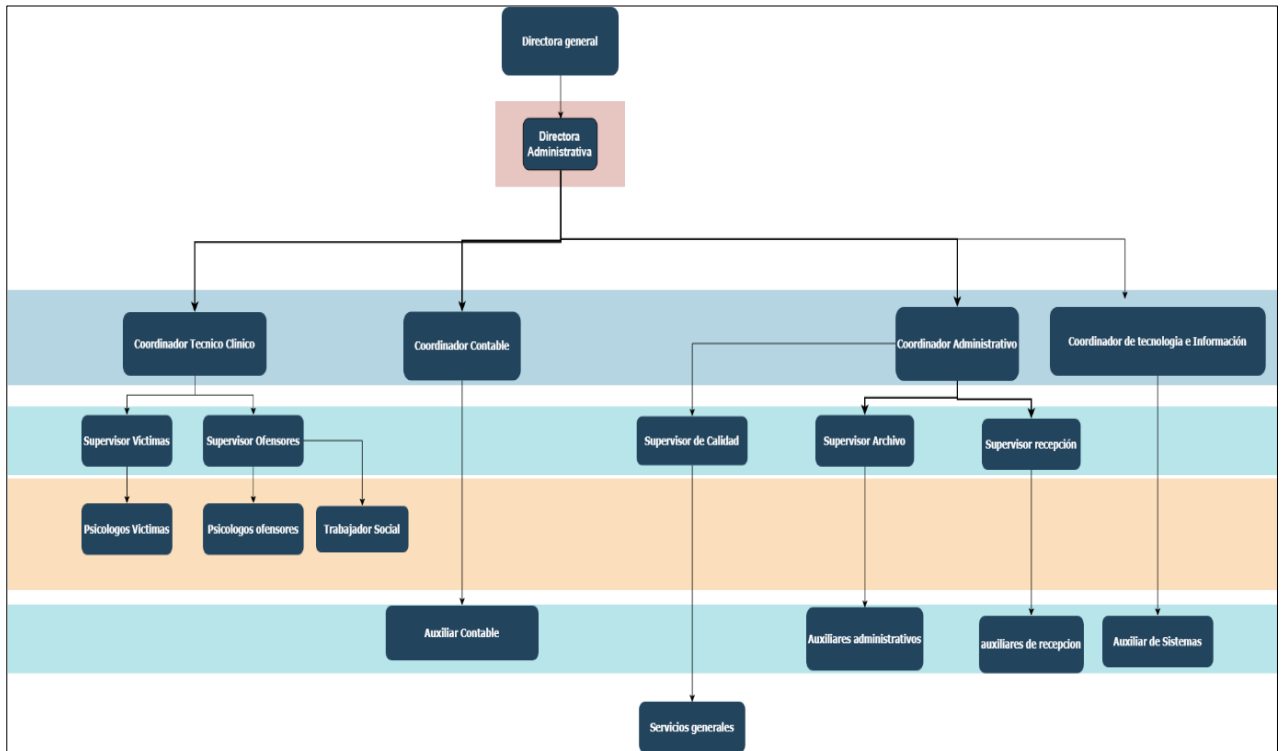 Directora general
Directora
Administrativa
Coordinador Tecnico Clinico
Coordinador Contable
Coordinador Administrativo
Coordinador de tecnologia e Información
Supervisor Victimas
Supervisor Ofensores
Supervisor de Calidad
Supervisor Archivo
Supervisor recepción
Psicologos Victimas
Psicologos ofensores
Trabajador Social
Auxiliar Contable
Auxiliares administrativos
auxiliares de recepcion
Auxiliar de Sistemas
Servicios generales